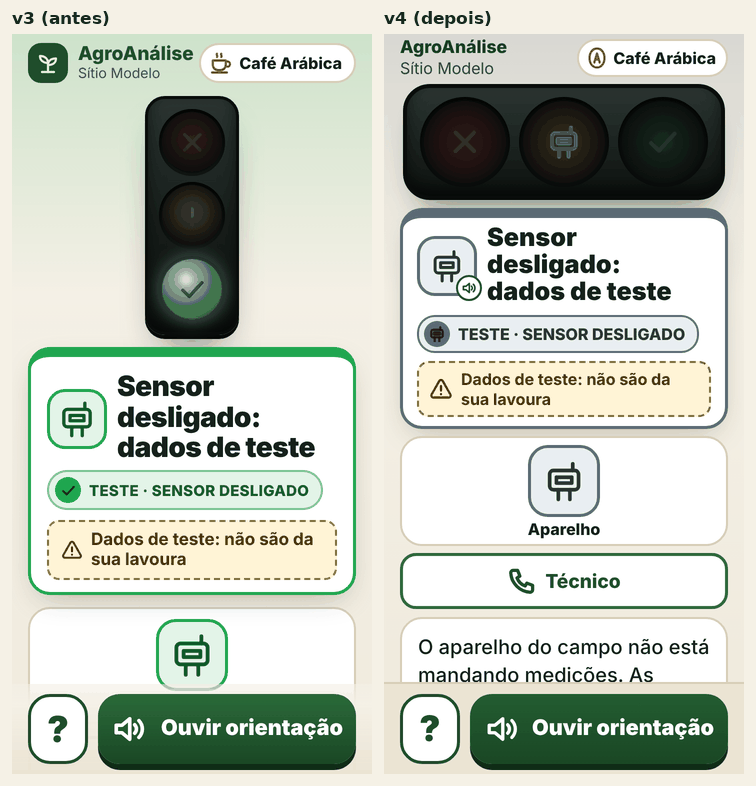 v3 (antes)
AgroAnálise
Sítio Modelo
Café Arábica
Sensor
desligado:
dados de teste
TESTE · SENSOR DESLIGADO
Dados de teste: não são da
sua lavoura
?
Ouvir orientação
v4 (depois)
AgroAnálise
Sítio Modelo
A
Café Arábica
Sensor
desligado:
dados de teste
TESTE · SENSOR DESLIGADO
Dados de teste: não são da
sua lavoura
Aparelho
Técnico
O aparelho do campo não está
mandando medições. As
?
Ouvir orientação